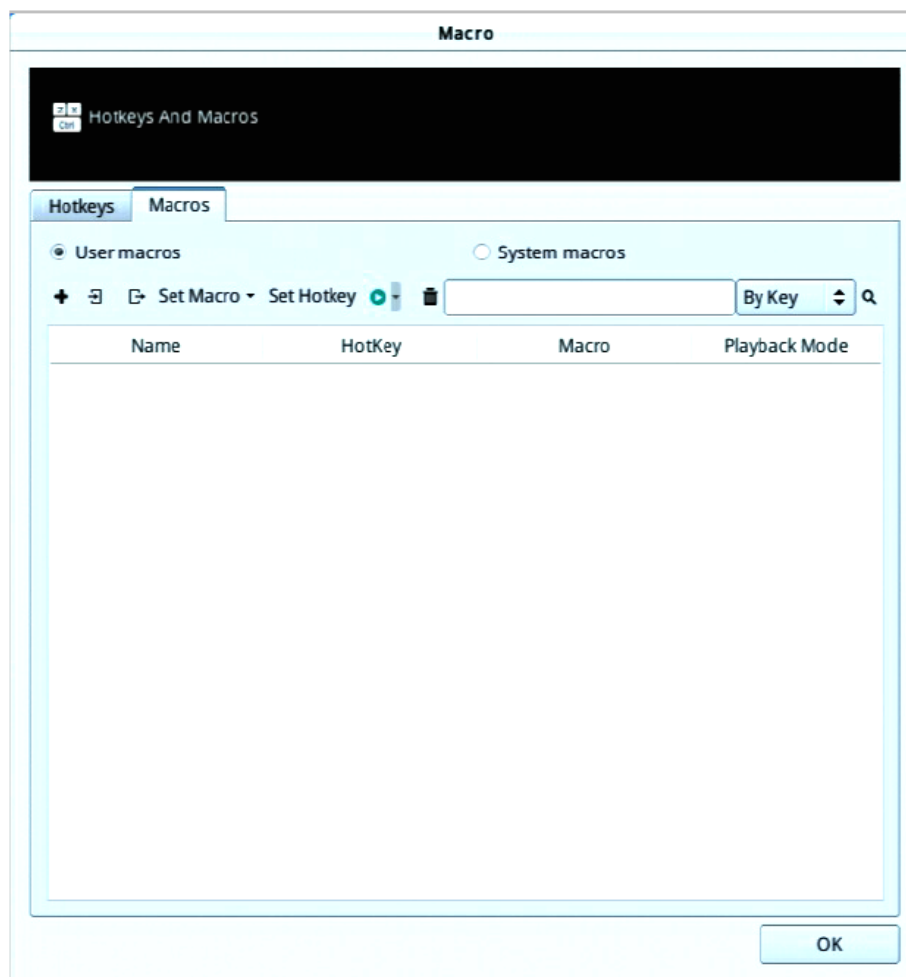 Macro
Z X
Ctrl
Hotkeys And Macros
Hotkeys Macros
User macros System macros
Set Macro Set Hotkey By Key
Name HotKey Macro Playback Mode
OK